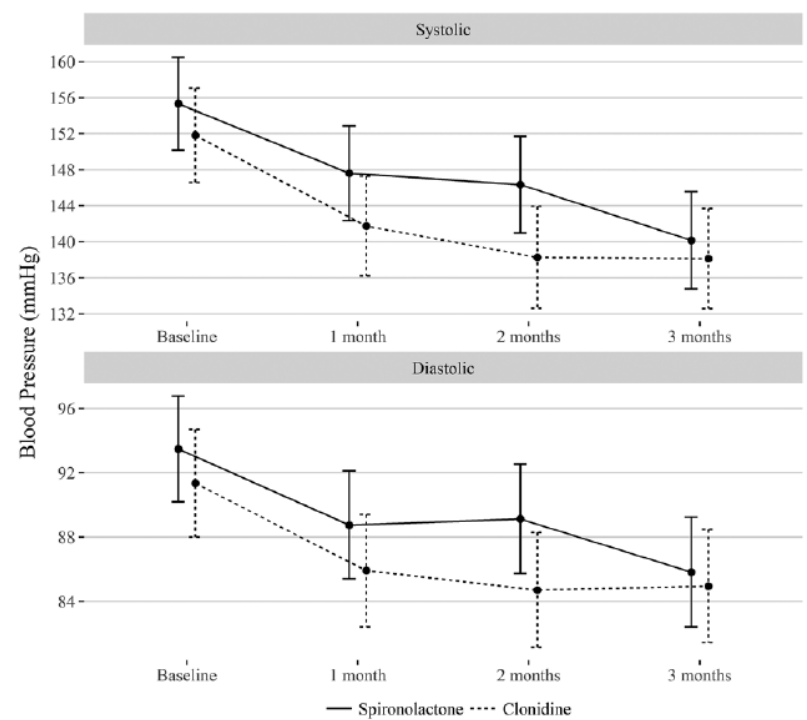 Systolic
160
156
152
148
144
140
136
132
Baseline 1 month 2 months 3 months
Blood Pressure (mmHg)
Diastolic
96
92
88
84
Baseline 1 month 2 months 3 months
Spironolactone Clonidine